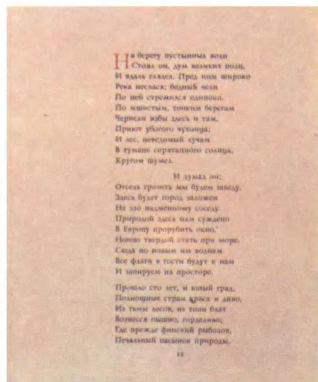 На берегу пустынных волн
Стоял он, дум великих полн,
И вдаль глядел. Пред ним широко
Река неслася; бедный челн
По ней стремился одиноко.
По мшистым, топким берегам
Чернели избы здесь и там,
Приют убогого чухонца;
И лес, неведомый лучам
В тумане спрятанного солнца,
Кругом шумел.
И думал он:
Отсель грозить мы будем шведу.
Здесь будет город заложен
На зло надменному соседу.
Природой здесь нам суждено
В Европу прорубить окно,
Ногою твердой стать при море.
Сюда по новым им волнам
Все флаги в гости будут к нам
И запируем на просторе.
Прошло сто лет, и юный град,
Полнощных стран краса и диво,
Из тьмы лесов, из топи блат
Вознесся пышно, горделиво;
Где прежде финский рыболов,
Печальный пасынок природы,